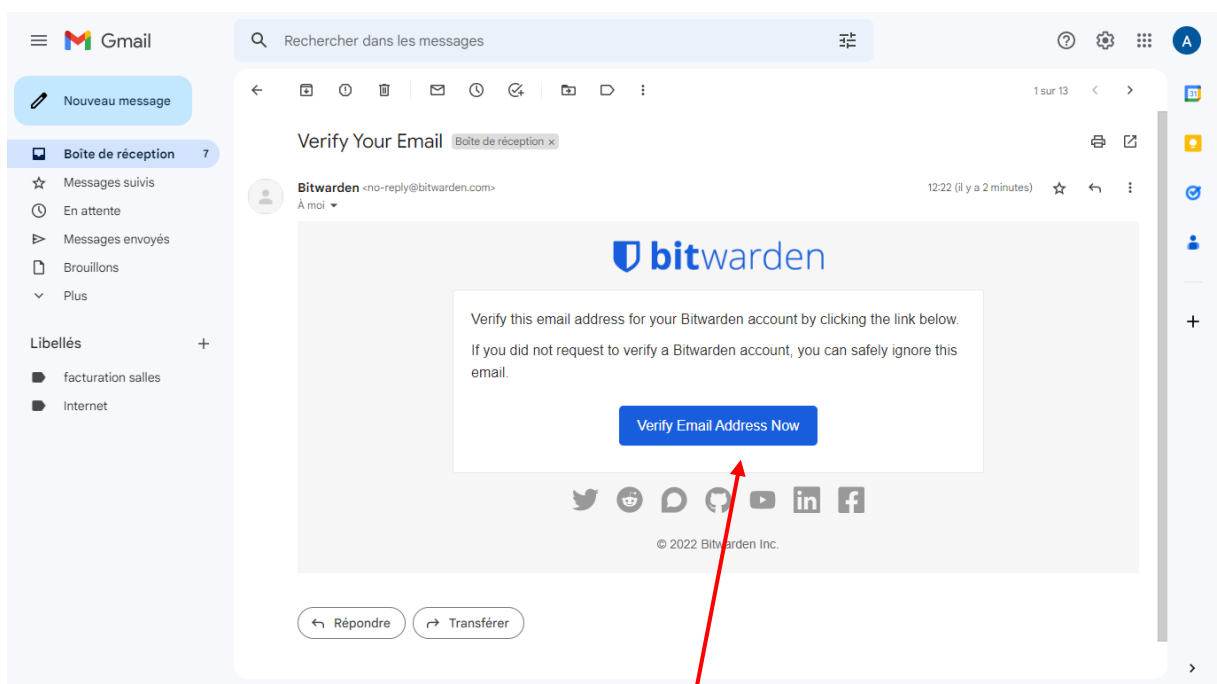 Gmail
Rechercher dans les messages
A
Nouveau message
1 sur 13
31
Verify Your Email Boîte de réception ×
Boîte de réception 7
Messages suivis
En attente
Messages envoyés
Brouillons
Plus
Libellés +
facturation salles
Internet
Bitwarden <no-reply@bitwarden.com>
12:22 (il y a 2 minutes)
À moi
bitwarden
Verify this email address for your Bitwarden account by clicking the link below.
If you did not request to verify a Bitwarden account, you can safely ignore this
email.
Verify Email Address Now
in
© 2022 Bitwarden Inc.
Répondre
Transférer